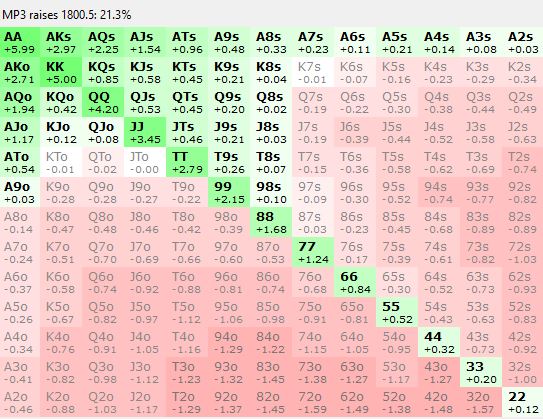 MP3 raises 1800.5: 21.3%
AA AKs AQs AJs ATs A9s A8s A7s A6s A5s A4s A3s A2s
+5.99 +2.97 +2.25 +1.54 +0.96 +0.48 +0.33 +0.23 +0.11 +0.21 +0.14 +0.08 +0.03
AKo KK KQs KJs KTs K9s K8s K7s K6s K5s K4s K3s K2s
+2.71 +5.00 +0.85 +0.58 +0.45 +0.21 +0.04 -0.01 -0.07 -0.16 -0.23 -0.29 -0.34
AQo KQo QQ QJs QTs Q9s Q8s Q7s Q6s Q5s Q4s Q3s Q2s
+1.94 +0.42 +4.20 +0.53 +0.45 +0.20 +0.02 -0.19 -0.22 -0.30 -0.38 -0.44 -0.49
AJo KJo QJo JJ JTs J9s J8s J7s J6s J5s J4s J3s J2s
+1.17 +0.12 +0.08 +3.45 +0.46 +0.21 +0.03 -0.19 -0.39 -0.44 -0.52 -0.58 -0.63
ATo KTo QTo JTo TT T9s T8s T7s T6s T5s T4s T3s T2s
+0.54 -0.01 -0.02 -0.00 +2.79 +0.26 +0.07 -0.15 -0.36 -0.58 -0.62 -0.69 -0.74
A9o K9o Q9o J9o T9o 99 98s 97s 96s 95s 94s 93s 92s
+0.03 -0.28 -0.28 -0.27 -0.22 +2.15 +0.10 -0.09 -0.30 -0.52 -0.74 -0.77 -0.82
A8o K8o Q8o J8o T8o 98o 88 87s 86s 85s 84s 83s 82s
-0.14 -0.47 -0.48 -0.46 -0.42 -0.39 +1.68 -0.03 -0.23 -0.45 -0.68 -0.89 -0.89
A7o K7o Q7o J7o T7o 97o 87o 77 76s 75s 74s 73s 72s
-0.24 -0.51 -0.70 -0.69 -0.66 -0.60 -0.53 +1.24 -0.17 -0.39 -0.61 -0.82 -1.03
A6o K6o Q6o J6o T6o 96o 86o 76o 66 65s 64s 63s 62s
-0.37 -0.58 -0.74 -0.92 -0.88 -0.81 -0.74 -0.68 +0.84 -0.30 -0.52 -0.73 -0.93
A5o K5o Q5o J5o T5o 95o 85o 75o 65o 55 54s 53s 52s
-0.26 -0.67 -0.82 -0.97 -1.12 -1.06 -0.98 -0.91 -0.81 +0.52 -0.43 -0.63 -0.83
A4o K4o Q4o J4o T4o 94o 84o 74o 64o 54o 44 43s 42s
-0.34 -0.76 -0.91 -1.05 -1.16 -1.29 -1.22 -1.15 -1.05 -0.95 +0.32 -0.73 -0.92
A3o K3o Q3o J3o T3o 93o 83o 73o 63o 53o 43o 33 32s
-0.41 -0.82 -0.98 -1.12 -1.23 -1.32 -1.45 -1.38 -1.27 -1.17 -1.27 +0.20 -1.00
A2o K2o Q2o J2o T2o 92o 82o 72o 62o 52o 42o 32o 22
-0.46 -0.88 -1.03 -1.17 -1.29 -1.37 -1.45 -1.59 -1.49 -1.38 -1.48 +0.12